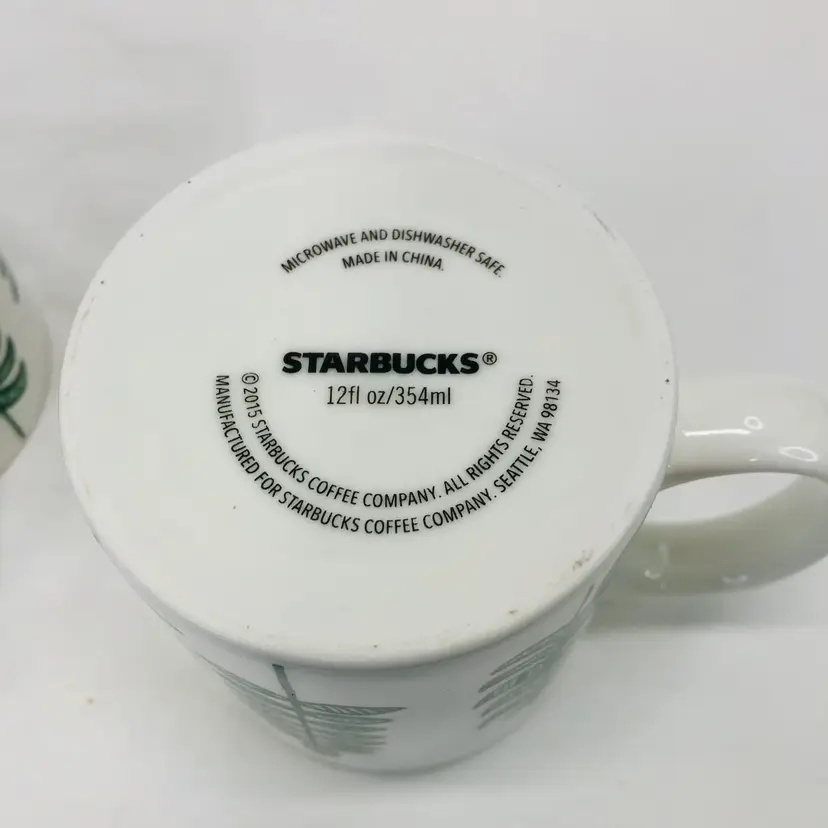 MICROWAVE AND DISHWASHER SAFE.
MADE IN CHINA.
STARBUCKS®
12fl oz/354ml
© 2015 STARBUCKS COFFEE COMPANY. ALL RIGHTS RESERVED.
MANUFACTURED FOR STARBUCKS COFFEE COMPANY. SEATTLE, WA 98134